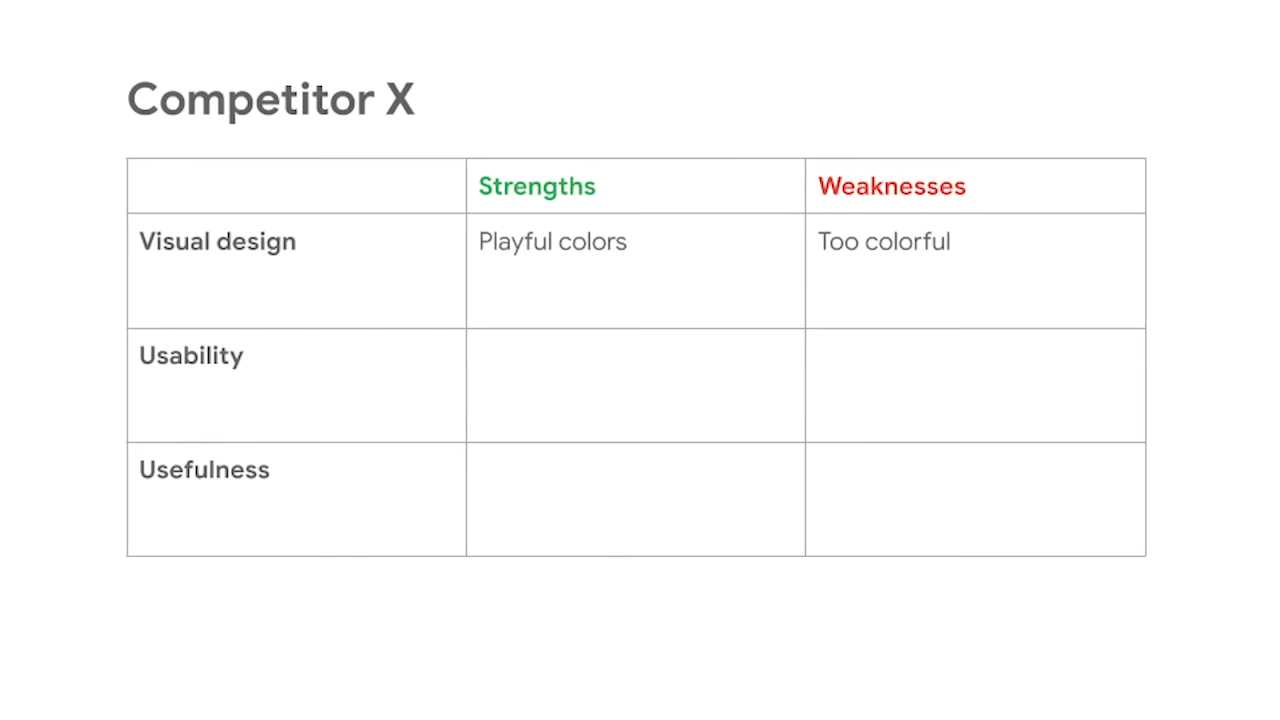 Competitor X
Strengths
Weaknesses
Visual design
Playful colors
Too colorful
Usability
Usefulness